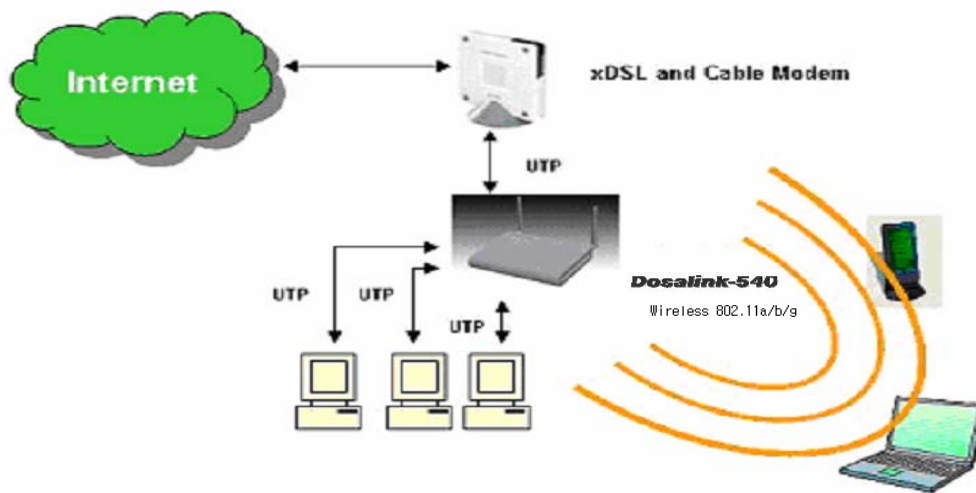 Internet
xDSL and Cable Modem
UTP
Dosalink-540
Wireless 802.11a/b/g
UTP
UTP
UTP